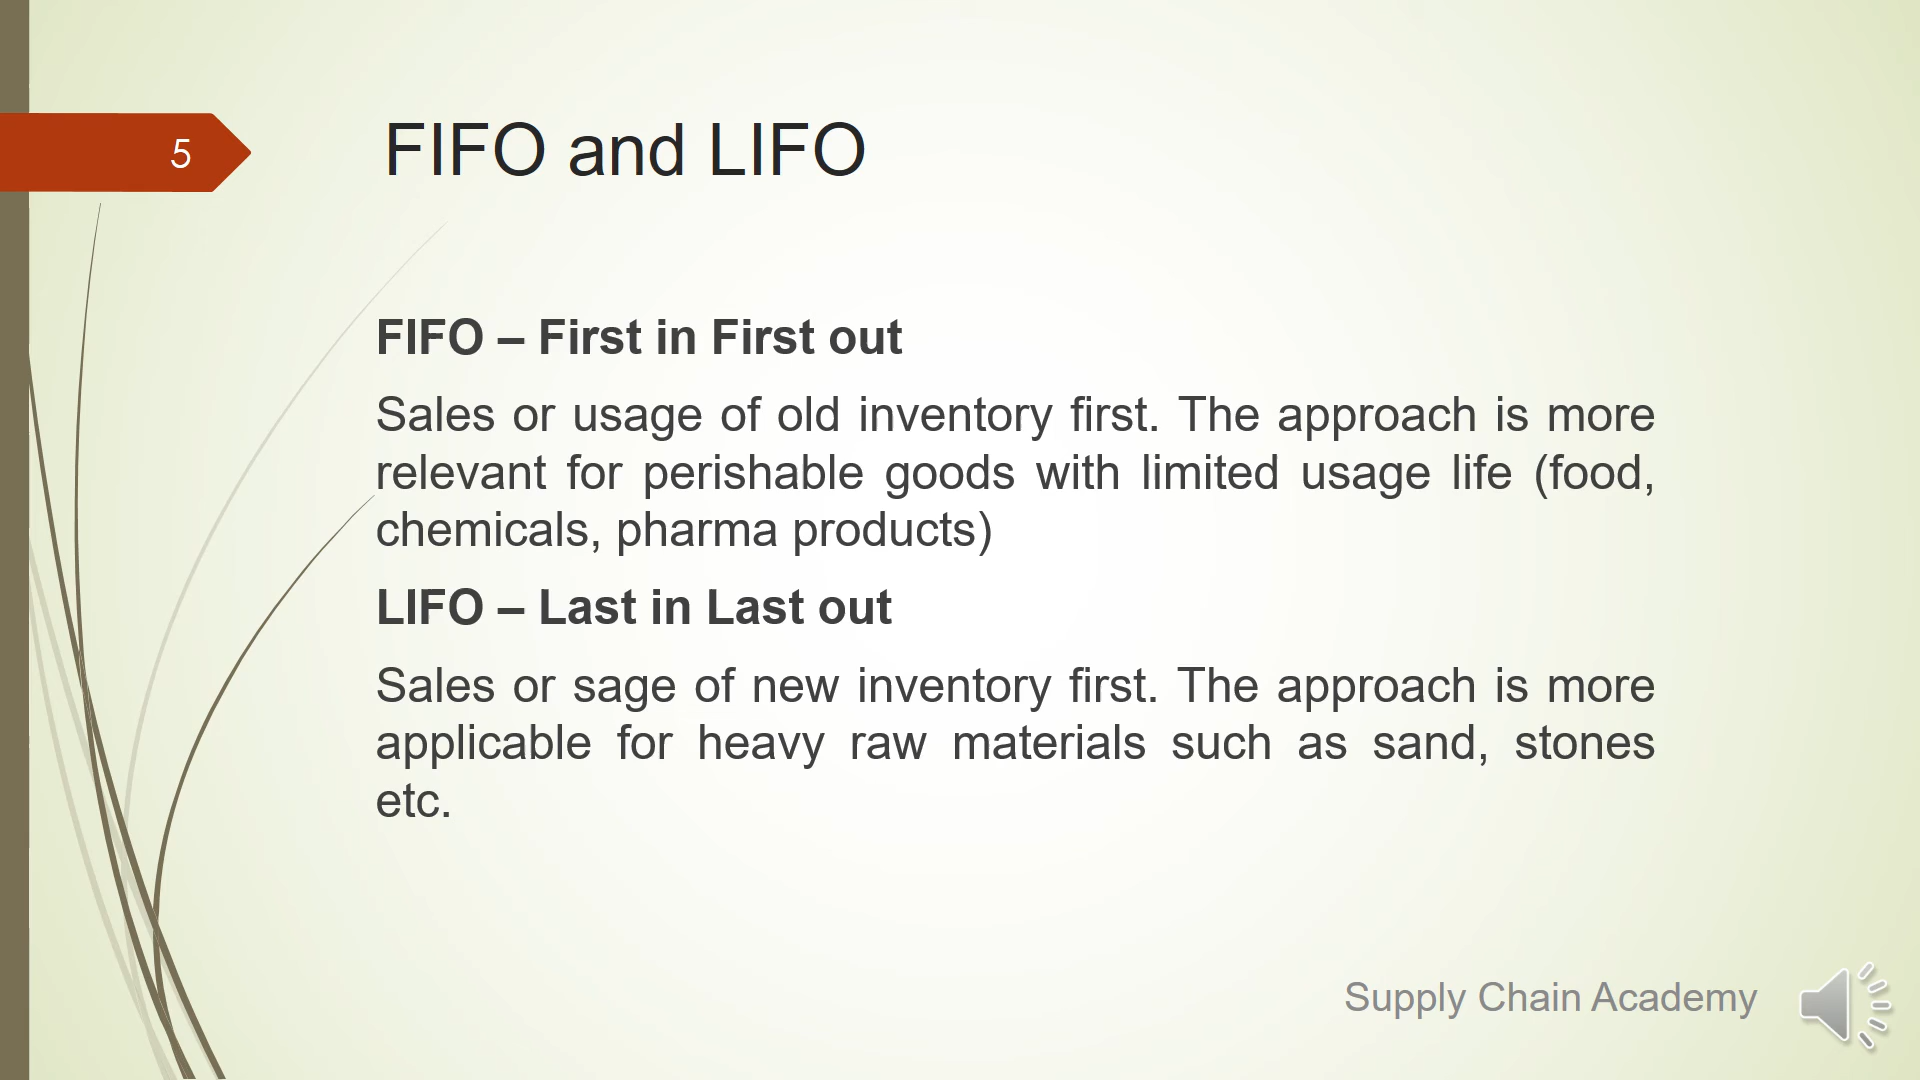 5
FIFO and LIFO
FIFO – First in First out
Sales or usage of old inventory first. The approach is more
relevant for perishable goods with limited usage life (food,
chemicals, pharma products)
LIFO – Last in Last out
Sales or sage of new inventory first. The approach is more
applicable for heavy raw materials such as sand, stones
etc.
Supply Chain Academy